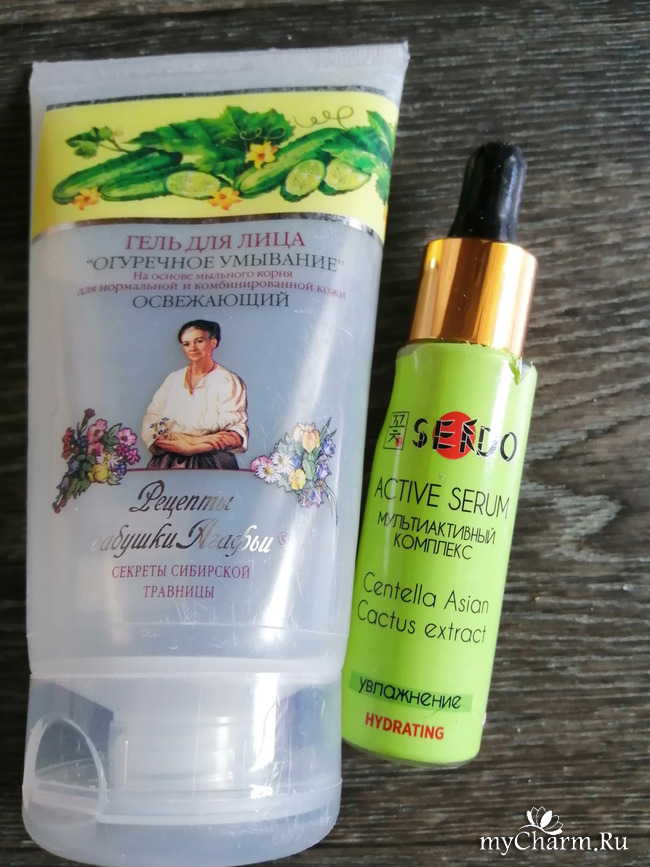 ГЕЛЬ ДЛЯ ЛИЦА
"ОГУРЕЧНОЕ УМЫВАНИЕ"
На основе мыльного корня
для нормальной и комбинированной кожи
ОСВЕЖАЮЩИЙ
Рецепты
бабушки Агафьи®
СЕКРЕТЫ СИБИРСКОЙ
ТРАВНИЦЫ
SENDO
ACTIVE SERUM
МУЛЬТИАКТИВНЫЙ
КОМПЛЕКС
Centella Asian
Cactus extract
увлажнение
HYDRATING
myCharm.Ru